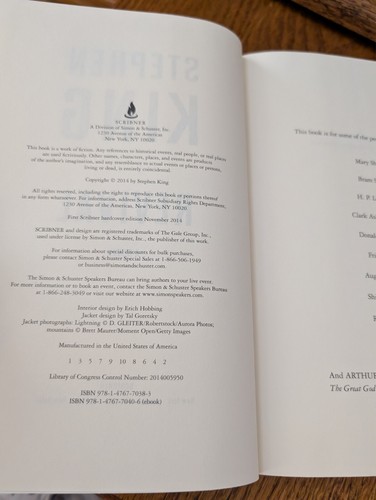 STEPHEN
KING
SCRIBNER
A Division of Simon & Schuster, Inc.
1230 Avenue of the Americas
New York, NY 10020
This book is a work of fiction. Any references to historical events, real people, or real places
are used fictitiously. Other names, characters, places, and events are products
of the author's imagination, and any resemblance to actual events or places or persons,
living or dead, is entirely coincidental.
Copyright © 2014 by Stephen King
All rights reserved, including the right to reproduce this book or portions thereof
in any form whatsoever. For information, address Scribner Subsidiary Rights Department,
1230 Avenue of the Americas, New York, NY 10020.
First Scribner hardcover edition November 2014
SCRIBNER and design are registered trademarks of The Gale Group, Inc.,
used under license by Simon & Schuster, Inc., the publisher of this work.
For information about special discounts for bulk purchases,
please contact Simon & Schuster Special Sales at 1-866-506-1949
or business@simonandschuster.com.
The Simon & Schuster Speakers Bureau can bring authors to your live event.
For more information or to book an event, contact the Simon & Schuster Speakers Bureau
at 1-866-248-3049 or visit our website at www.simonspeakers.com.
Interior design by Erich Hobbing
Jacket design by Tal Goretsky
Jacket photographs: Lightning © D. GLEITER/Robertstock/Aurora Photos;
mountains © Brett Maurer/Moment Open/Getty Images
Manufactured in the United States of America
1 3 5 7 9 10 8 6 4 2
Library of Congress Control Number: 2014005950
ISBN 978-1-4767-7038-3
ISBN 978-1-4767-7040-6 (ebook)
This book is for some of the pe
Mary Sh
Bram S
H. P. L
Clark As
Donal
Fri
Aug
Shi
And ARTHUR
The Great God